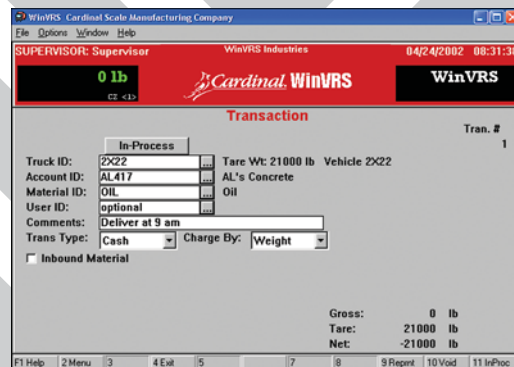 WinVRS Cardinal Scale Manufacturing Company
File Options Window Help
SUPERVISOR: Supervisor WinVRS Industries 04/24/2002 08:31:38
0 lb
CZ <1>
Cardinal WinVRS
WinVRS
Transaction
Tran. #
1
In-Process
Truck ID: 2X22 ... Tare Wt: 21000 lb Vehicle 2X22
Account ID: AL417 ... AL's Concrete
Material ID: OIL ... Oil
User ID: optional ...
Comments: Deliver at 9 am
Trans Type: Cash Charge By: Weight
Inbound Material
Gross: 0 lb
Tare: 21000 lb
Net: -21000 lb
F1 Help 2 Menu 3 4 Exit 5 7 8 9 Reprnt 10 Void 11 InProc